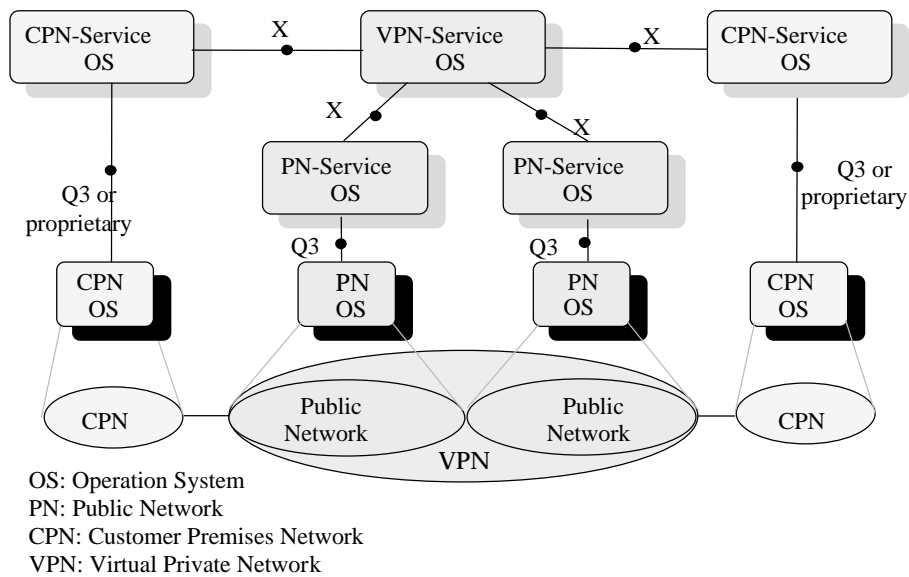 CPN-Service
OS
X
VPN-Service
OS
X
CPN-Service
OS
X
X
PN-Service
OS
PN-Service
OS
Q3 or
proprietary
Q3 or
proprietary
Q3
Q3
CPN
OS
PN
OS
PN
OS
CPN
OS
CPN
Public
Network
Public
Network
CPN
VPN
OS: Operation System
PN: Public Network
CPN: Customer Premises Network
VPN: Virtual Private Network